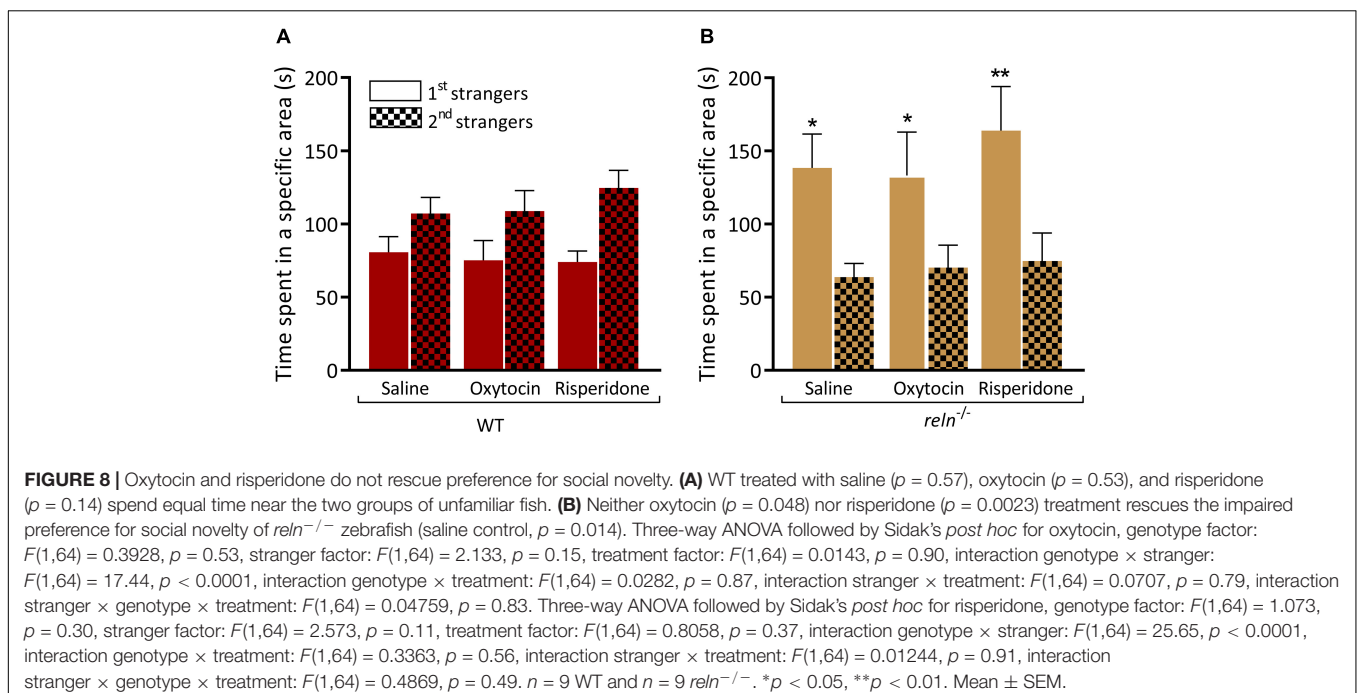 A
Time spent in a specific area (s)
200
150
100
50
0
1st strangers
2nd strangers
Saline
Oxytocin
Risperidone
WT
B
Time spent in a specific area (s)
200
150
100
50
0
*
*
**
Saline
Oxytocin
Risperidone
reln-/-
FIGURE 8 | Oxytocin and risperidone do not rescue preference for social novelty. (A) WT treated with saline (p = 0.57), oxytocin (p = 0.53), and risperidone
(p = 0.14) spend equal time near the two groups of unfamiliar fish. (B) Neither oxytocin (p = 0.048) nor risperidone (p = 0.0023) treatment rescues the impaired
preference for social novelty of reln−/− zebrafish (saline control, p = 0.014). Three-way ANOVA followed by Sidak's post hoc for oxytocin, genotype factor:
F(1,64) = 0.3928, p = 0.53, stranger factor: F(1,64) = 2.133, p = 0.15, treatment factor: F(1,64) = 0.0143, p = 0.90, interaction genotype × stranger:
F(1,64) = 17.44, p < 0.0001, interaction genotype × treatment: F(1,64) = 0.0282, p = 0.87, interaction stranger × treatment: F(1,64) = 0.0707, p = 0.79, interaction
stranger × genotype × treatment: F(1,64) = 0.04759, p = 0.83. Three-way ANOVA followed by Sidak's post hoc for risperidone, genotype factor: F(1,64) = 1.073,
p = 0.30, stranger factor: F(1,64) = 2.573, p = 0.11, treatment factor: F(1,64) = 0.8058, p = 0.37, interaction genotype × stranger: F(1,64) = 25.65, p < 0.0001,
interaction genotype × treatment: F(1,64) = 0.3363, p = 0.56, interaction stranger × treatment: F(1,64) = 0.01244, p = 0.91, interaction
stranger × genotype × treatment: F(1,64) = 0.4869, p = 0.49. n = 9 WT and n = 9 reln−/−. *p < 0.05, **p < 0.01. Mean ± SEM.